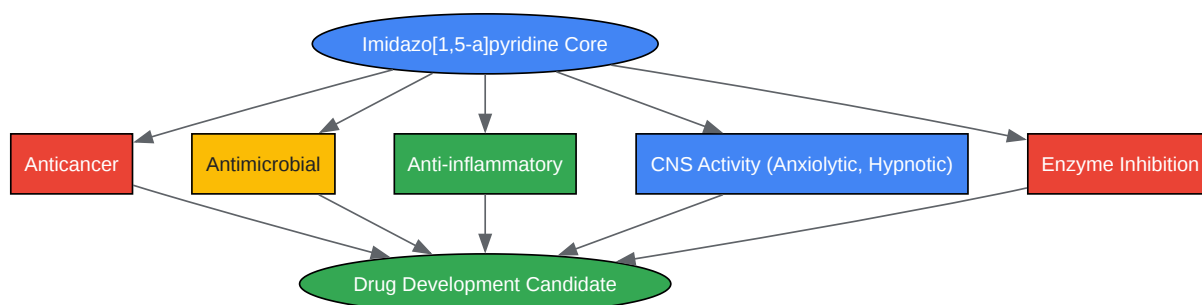 Imidazo[1,5-a]pyridine Core
Anticancer
Antimicrobial
Anti-inflammatory
CNS Activity (Anxiolytic, Hypnotic)
Enzyme Inhibition
Drug Development Candidate